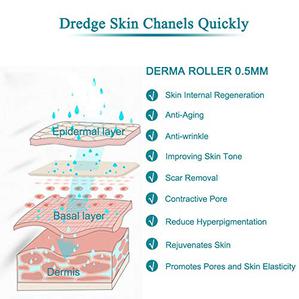 Dredge Skin Chanels Quickly
DERMA ROLLER 0.5MM
Skin Internal Regeneration
Anti-Aging
Anti-wrinkle
Improving Skin Tone
Scar Removal
Contractive Pore
Reduce Hyperpigmentation
Rejuvenates Skin
Promotes Pores and Skin Elasticity
Epidermal layer
Basal layer
Dermis